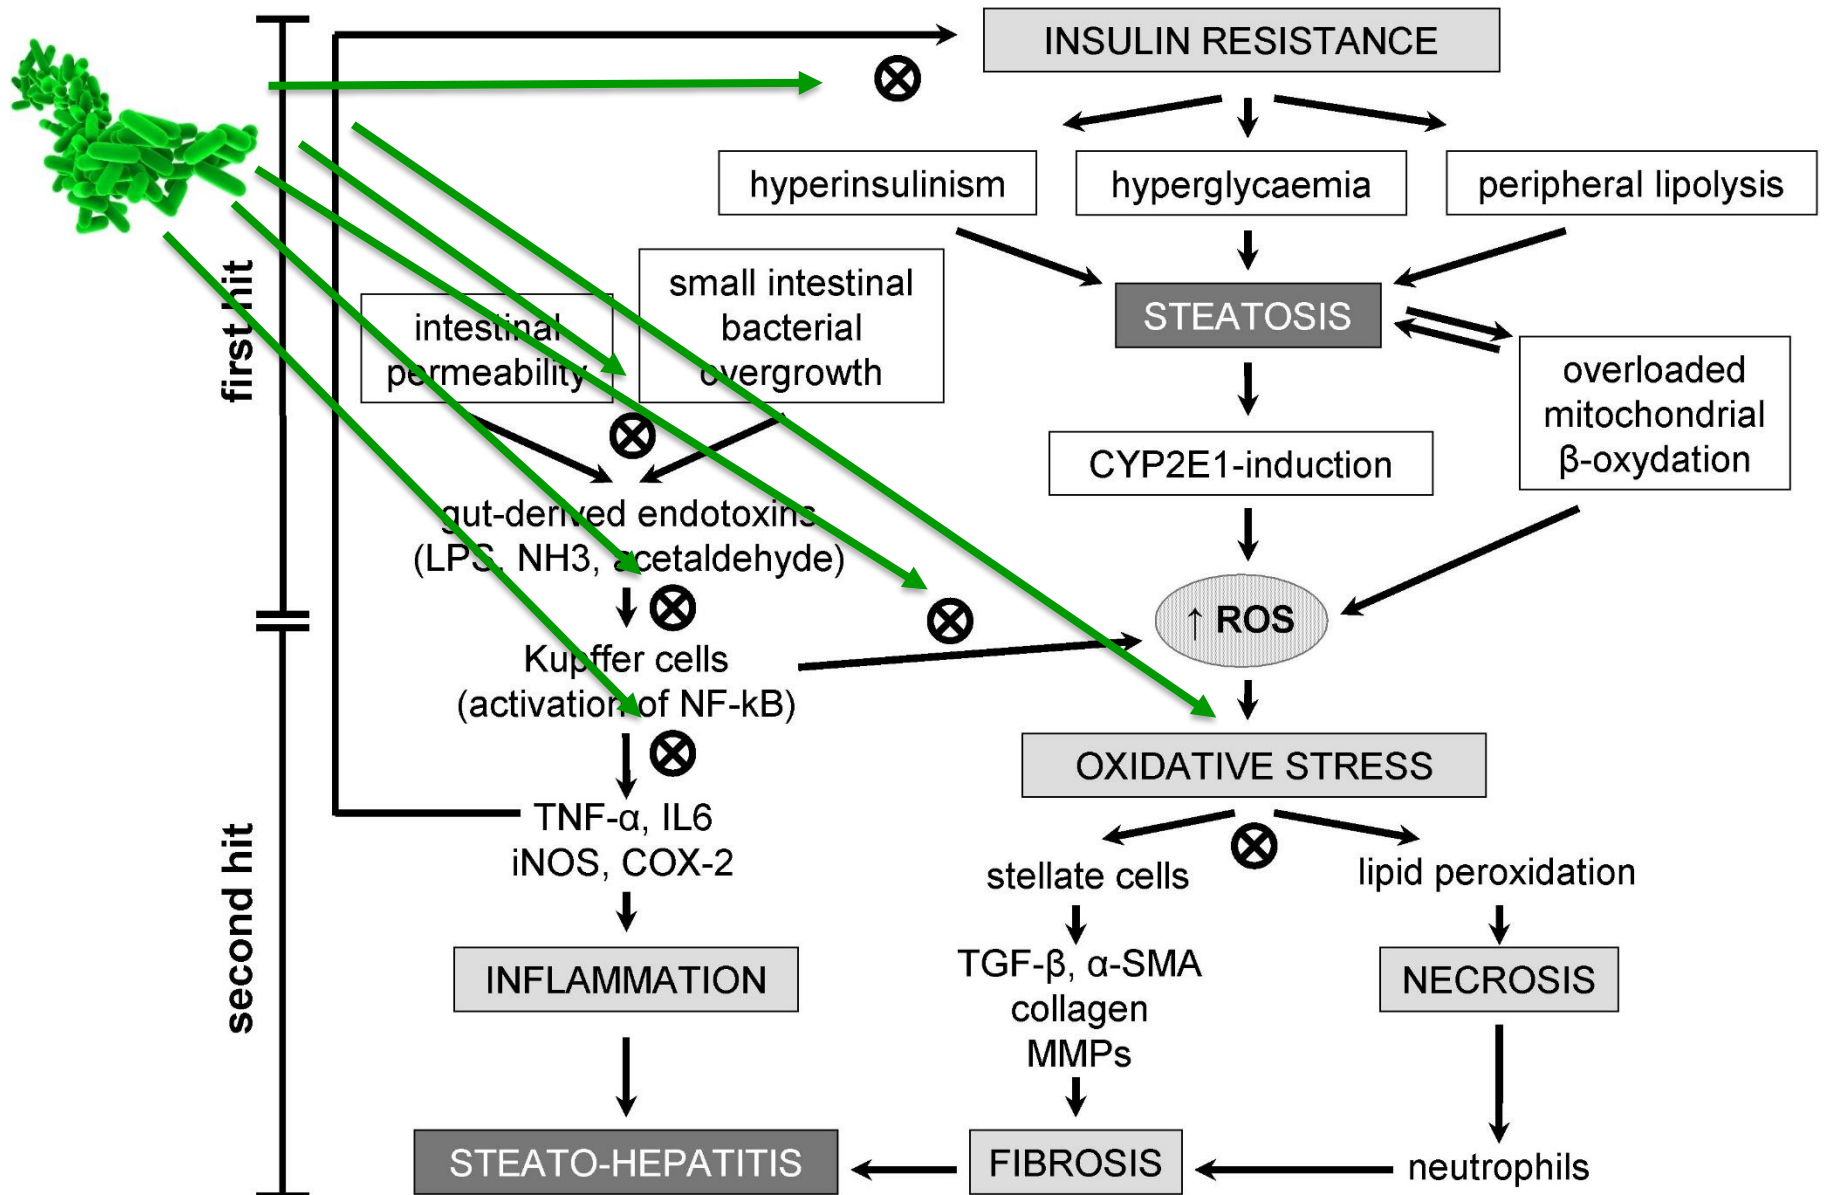 INSULIN RESISTANCE
hyperinsulinism
hyperglycaemia
peripheral lipolysis
first hit
intestinal
permeability
small intestinal
bacterial
overgrowth
STEATOSIS
overloaded
mitochondrial
β-oxydation
CYP2E1-induction
gut-derived endotoxins
(LPS, NH3, acetaldehyde)
↑ ROS
Kupffer cells
(activation of NF-kB)
OXIDATIVE STRESS
second hit
TNF-α, IL6
iNOS, COX-2
stellate cells
lipid peroxidation
INFLAMMATION
TGF-β, α-SMA
collagen
MMPs
NECROSIS
STEATO-HEPATITIS
FIBROSIS
neutrophils